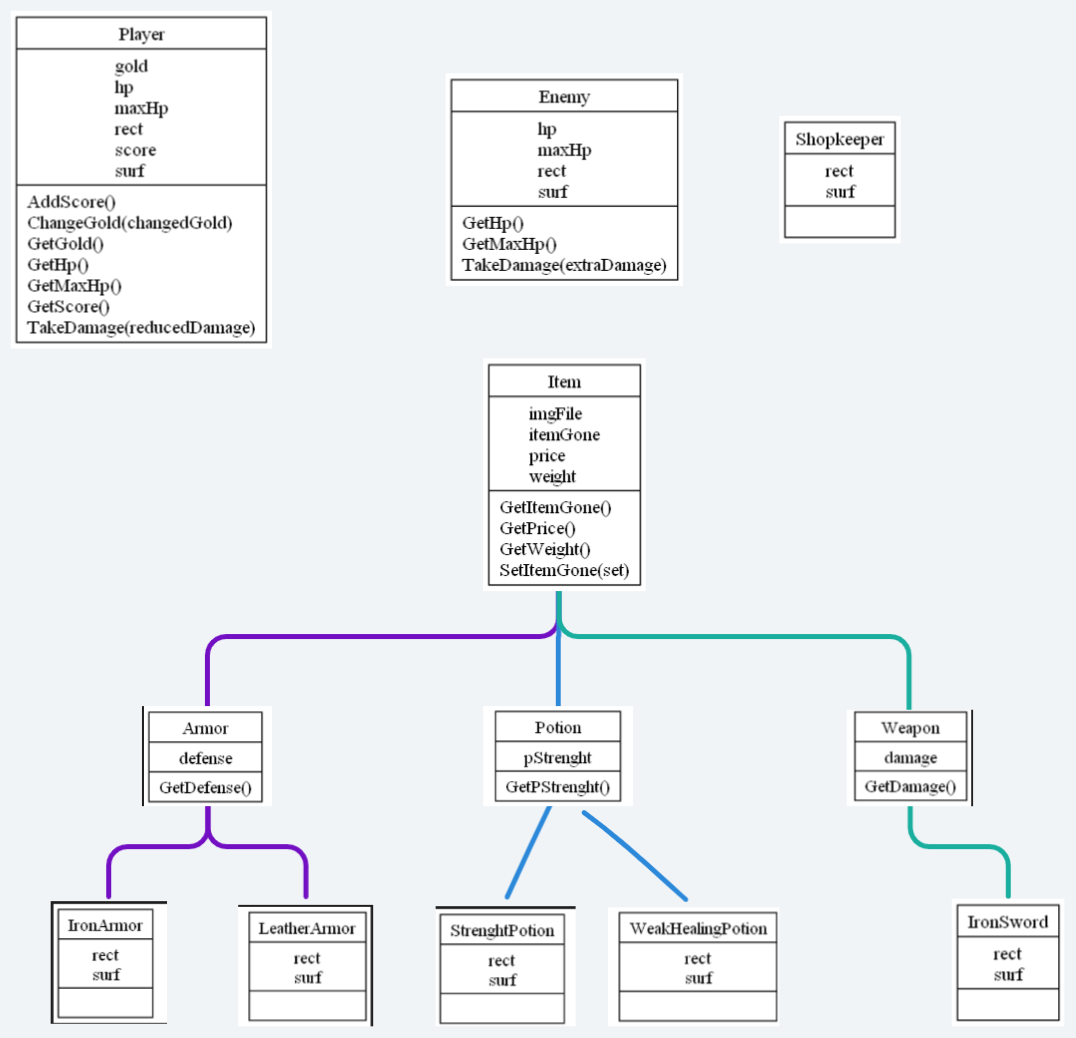 Player
gold
hp
maxHp
rect
score
surf
AddScore()
ChangeGold(changedGold)
GetGold()
GetHp()
GetMaxHp()
GetScore()
TakeDamage(reducedDamage)
Enemy
hp
maxHp
rect
surf
GetHp()
GetMaxHp()
TakeDamage(extraDamage)
Shopkeeper
rect
surf
Item
imgFile
itemGone
price
weight
GetItemGone()
GetPrice()
GetWeight()
SetItemGone(set)
Armor
defense
GetDefense()
Potion
pStrenght
GetPStrenght()
Weapon
damage
GetDamage()
IronArmor
rect
surf
LeatherArmor
rect
surf
StrenghtPotion
rect
surf
WeakHealingPotion
rect
surf
IronSword
rect
surf